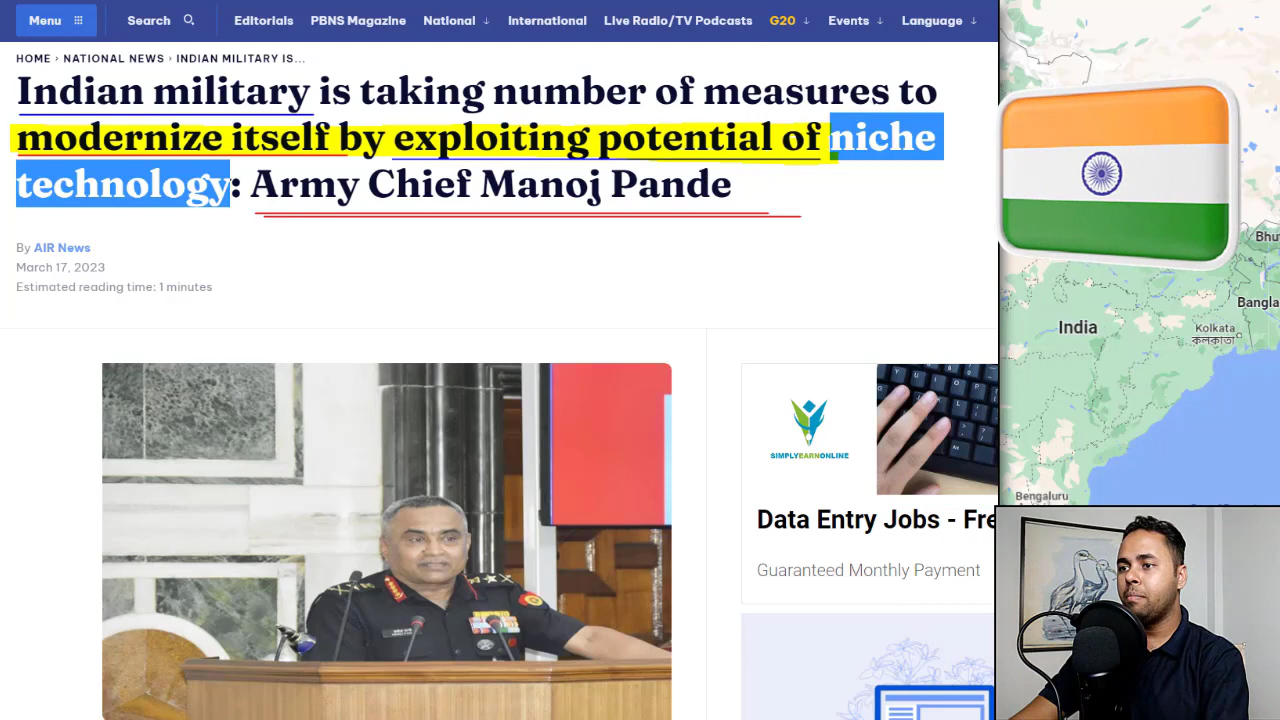 Menu Search Editorials PBNS Magazine National International Live Radio/TV Podcasts G20 Events Language
HOME › NATIONAL NEWS › INDIAN MILITARY IS...
Indian military is taking number of measures to
modernize itself by exploiting potential of niche
technology: Army Chief Manoj Pande
By AIR News
March 17, 2023
Estimated reading time: 1 minutes
SIMPLYEARNONLINE
Data Entry Jobs - Fre
Guaranteed Monthly Payment
Bhu
Bangla
India
Kolkata
কলকাতা
Bengaluru